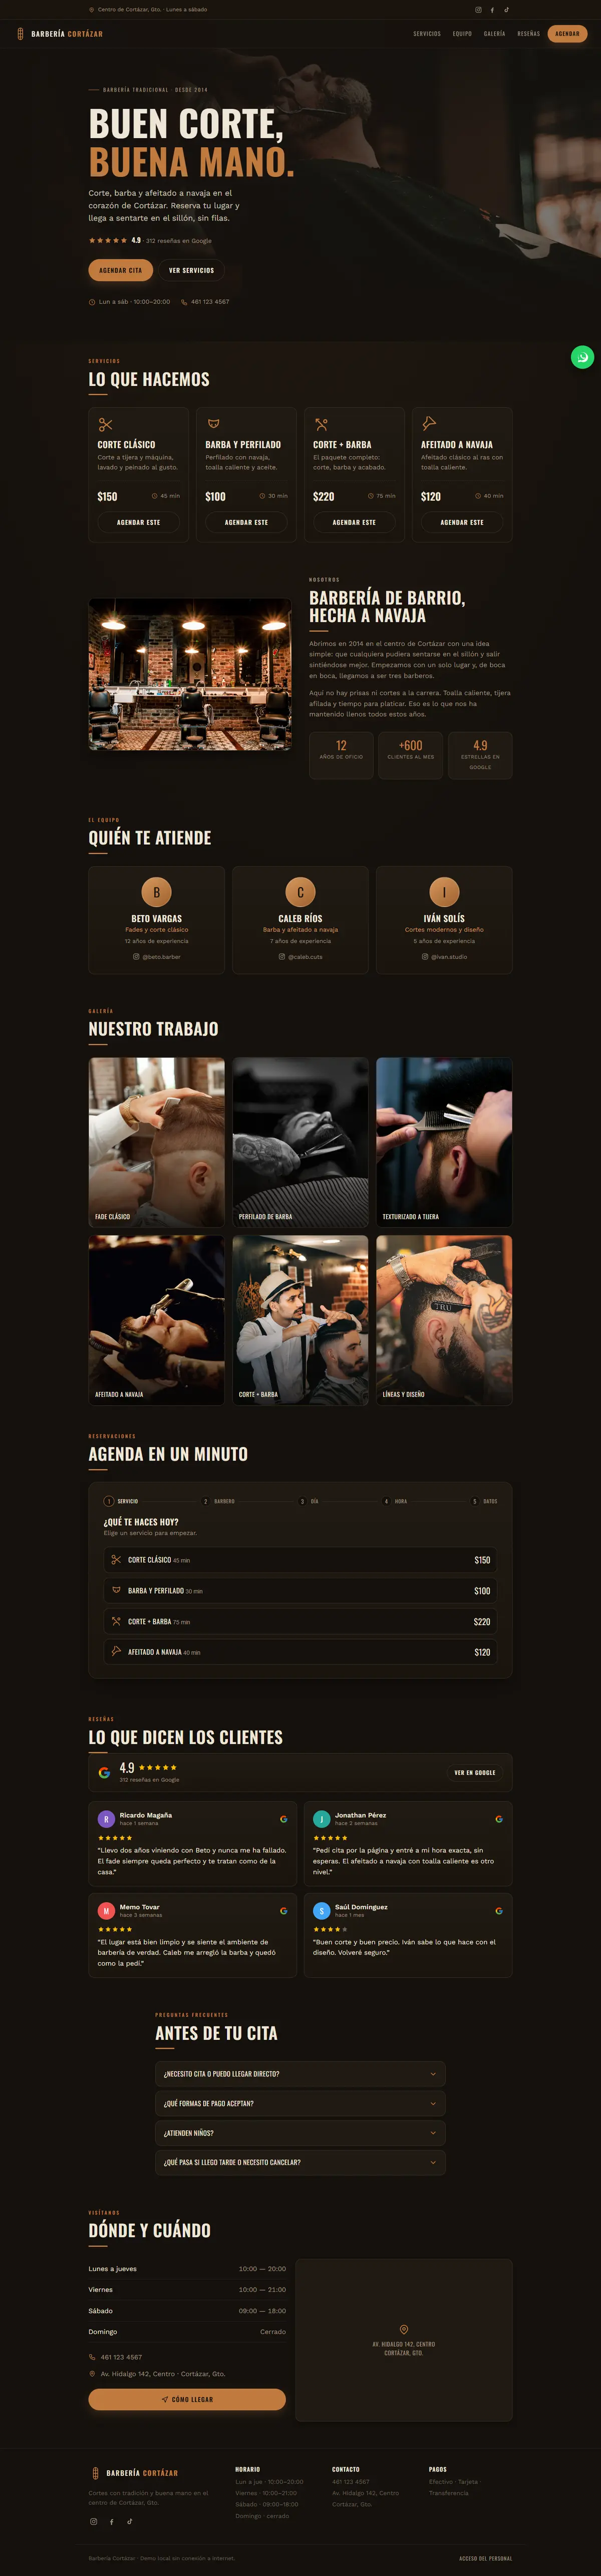 Centro de Cortázar, Gto. · Lunes a sábado
BARBERÍA CORTÁZAR
SERVICIOS
EQUIPO
GALERÍA
RESEÑAS
AGENDAR
BARBERÍA TRADICIONAL · DESDE 2014
BUEN CORTE,
BUENA MANO.
Corte, barba y afeitado a navaja en el
corazón de Cortázar. Reserva tu lugar y
llega a sentarte en el sillón, sin filas.
4.9 · 312 reseñas en Google
AGENDAR CITA
VER SERVICIOS
Lun a sáb · 10:00–20:00
461 123 4567
SERVICIOS
LO QUE HACEMOS
CORTE CLÁSICO
Corte a tijera y máquina,
lavado y peinado al gusto.
$150
45 min
AGENDAR ESTE
BARBA Y PERFILADO
Perfilado con navaja,
toalla caliente y aceite.
$100
30 min
AGENDAR ESTE
CORTE + BARBA
El paquete completo:
corte, barba y acabado.
$220
75 min
AGENDAR ESTE
AFEITADO A NAVAJA
Afeitado clásico al ras con
toalla caliente.
$120
40 min
AGENDAR ESTE
NOSOTROS
BARBERÍA DE BARRIO,
HECHA A NAVAJA
Abrimos en 2014 en el centro de Cortázar con una idea
simple: que cualquiera pudiera sentarse en el sillón y salir
sintiéndose mejor. Empezamos con un solo lugar y, de boca
en boca, llegamos a ser tres barberos.
Aquí no hay prisas ni cortes a la carrera. Toalla caliente, tijera
afilada y tiempo para platicar. Eso es lo que nos ha
mantenido llenos todos estos años.
12
AÑOS DE OFICIO
+600
CLIENTES AL MES
4.9
ESTRELLAS EN
GOOGLE
EL EQUIPO
QUIÉN TE ATIENDE
B
BETO VARGAS
Fades y corte clásico
12 años de experiencia
@beto.barber
C
CALEB RÍOS
Barba y afeitado a navaja
7 años de experiencia
@caleb.cuts
I
IVÁN SOLÍS
Cortes modernos y diseño
5 años de experiencia
@ivan.studio
GALERÍA
NUESTRO TRABAJO
FADE CLÁSICO
PERFILADO DE BARBA
TEXTURIZADO A TIJERA
AFEITADO A NAVAJA
CORTE + BARBA
TRU
LÍNEAS Y DISEÑO
RESERVACIONES
AGENDA EN UN MINUTO
1 SERVICIO
2 BARBERO
3 DÍA
4 HORA
5 DATOS
¿QUÉ TE HACES HOY?
Elige un servicio para empezar.
CORTE CLÁSICO 45 min
$150
BARBA Y PERFILADO 30 min
$100
CORTE + BARBA 75 min
$220
AFEITADO A NAVAJA 40 min
$120
RESEÑAS
LO QUE DICEN LOS CLIENTES
4.9
312 reseñas en Google
VER EN GOOGLE
R
Ricardo Magaña
hace 1 semana
"Llevo dos años viniendo con Beto y nunca me ha fallado.
El fade siempre queda perfecto y te tratan como de la
casa."
J
Jonathan Pérez
hace 2 semanas
"Pedí cita por la página y entré a mi hora exacta, sin
esperas. El afeitado a navaja con toalla caliente es otro
nivel."
M
Memo Tovar
hace 3 semanas
"El lugar está bien limpio y se siente el ambiente de
barbería de verdad. Caleb me arregló la barba y quedó
como la pedí."
S
Saúl Domínguez
hace 1 mes
"Buen corte y buen precio. Iván sabe lo que hace con el
diseño. Volveré seguro."
PREGUNTAS FRECUENTES
ANTES DE TU CITA
¿NECESITO CITA O PUEDO LLEGAR DIRECTO?
¿QUÉ FORMAS DE PAGO ACEPTAN?
¿ATIENDEN NIÑOS?
¿QUÉ PASA SI LLEGO TARDE O NECESITO CANCELAR?
VISÍTANOS
DÓNDE Y CUÁNDO
Lunes a jueves
10:00 — 20:00
Viernes
10:00 — 21:00
Sábado
09:00 — 18:00
Domingo
Cerrado
461 123 4567
Av. Hidalgo 142, Centro · Cortázar, Gto.
CÓMO LLEGAR
AV. HIDALGO 142, CENTRO
CORTÁZAR, GTO.
BARBERÍA CORTÁZAR
Cortes con tradición y buena mano en el
centro de Cortázar, Gto.
HORARIO
Lun a jue · 10:00–20:00
Viernes · 10:00–21:00
Sábado · 09:00–18:00
Domingo · cerrado
CONTACTO
461 123 4567
Av. Hidalgo 142, Centro
Cortázar, Gto.
PAGOS
Efectivo · Tarjeta ·
Transferencia
Barbería Cortázar · Demo local sin conexión a internet.
ACCESO DEL PERSONAL